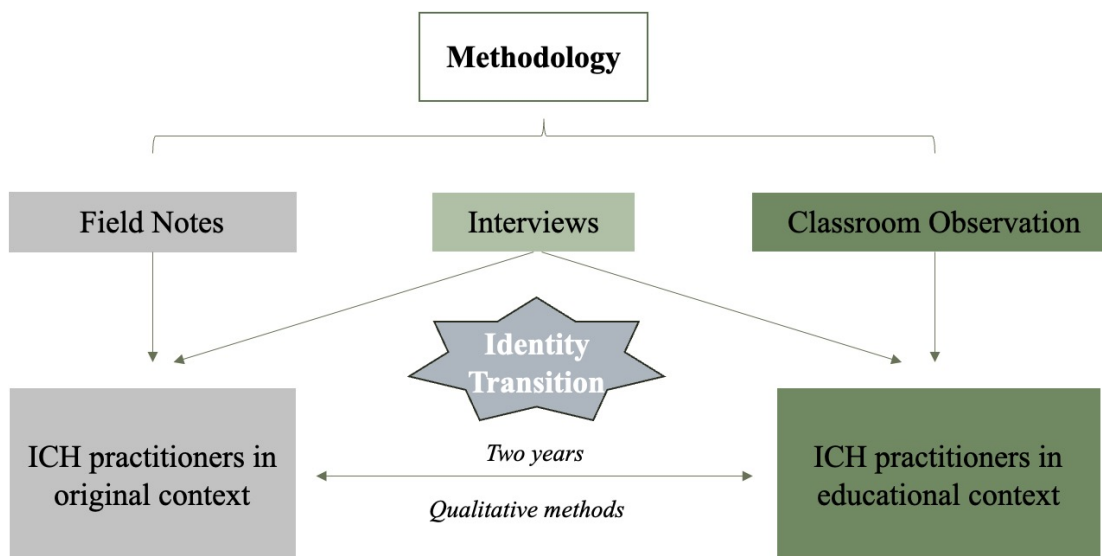 Methodology
Field Notes
Interviews
Classroom Observation
Identity
Transition
ICH practitioners in
original context
Two years
Qualitative methods
ICH practitioners in
educational context